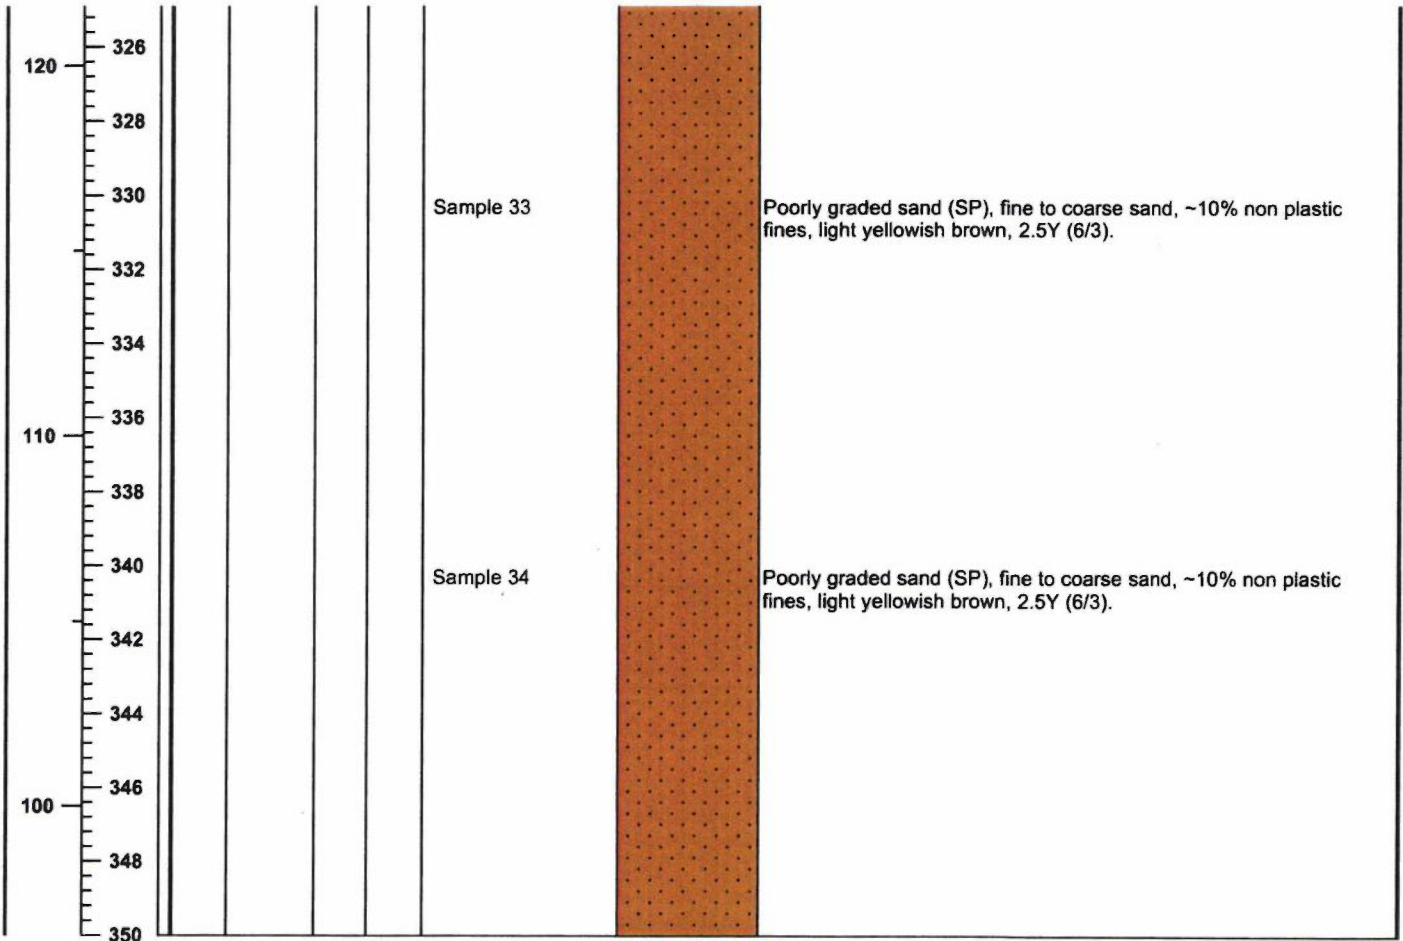 326
120
328
330
Sample 33
Poorly graded sand (SP), fine to coarse sand, ~10% non plastic
fines, light yellowish brown, 2.5Y (6/3).
332
334
336
110
338
340
Sample 34
Poorly graded sand (SP), fine to coarse sand, ~10% non plastic
fines, light yellowish brown, 2.5Y (6/3).
342
344
346
100
348
350